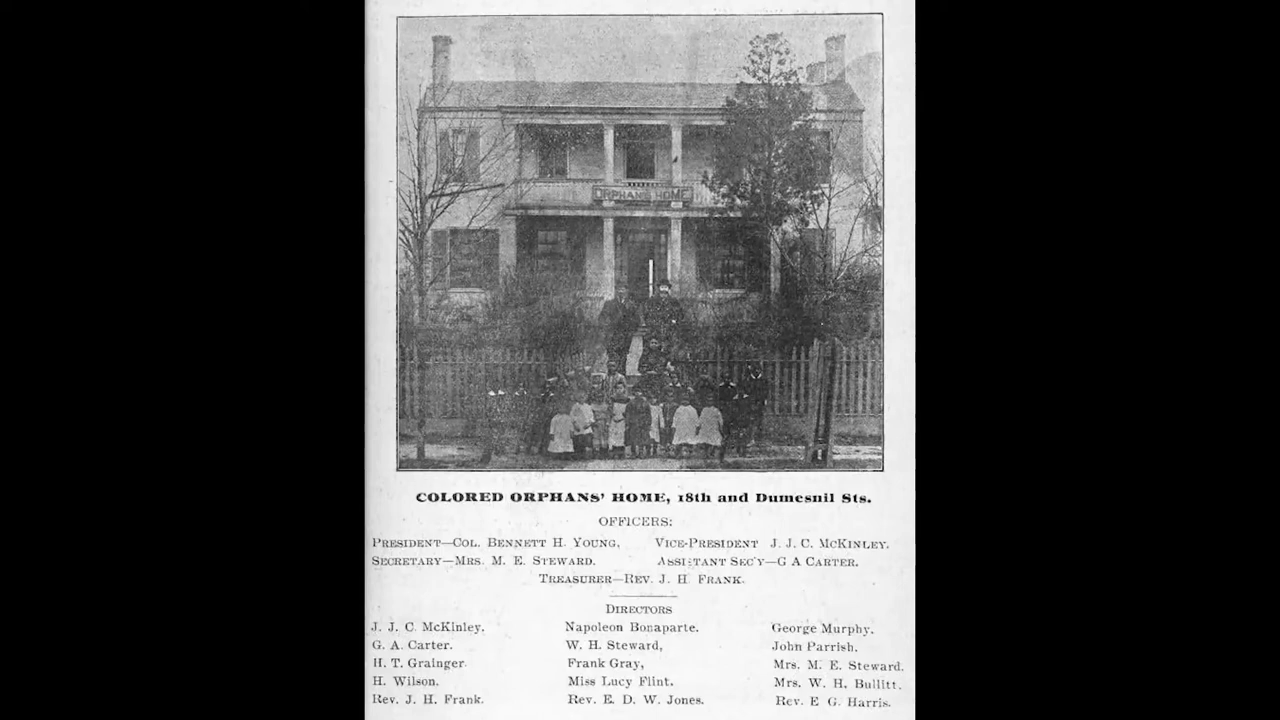 ORPHANS HOME
COLORED ORPHANS' HOME, 18th and Dumesnil Sts.
OFFICERS:
PRESIDENT—COL. BENNETT H. YOUNG, VICE-PRESIDENT J. J. C. MCKINLEY.
SECRETARY—MRS. M. E. STEWARD. ASSISTANT SEC'Y—G A CARTER.
TREASURER—REV. J. H. FRANK.
DIRECTORS
J. J. C. McKinley. Napoleon Bonaparte. George Murphy.
G. A. Carter. W. H. Steward, John Parrish.
H. T. Grainger. Frank Gray, Mrs. M. E. Steward.
H. Wilson. Miss Lucy Flint. Mrs. W. H. Bullitt.
Rev. J. H. Frank. Rev. E. D. W. Jones. Rev. E G. Harris.